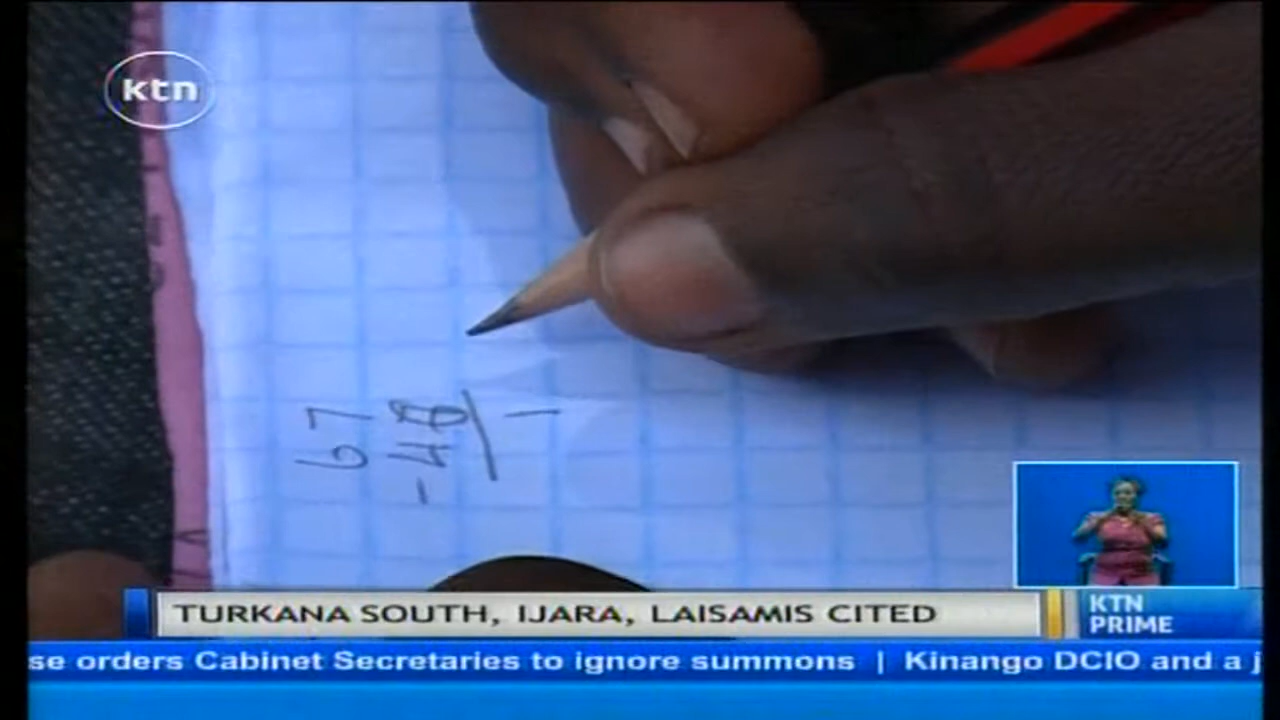 ktn
67
-48
1
TURKANA SOUTH, IJARA, LAISAMIS CITED
KTN
PRIME
se orders Cabinet Secretaries to ignore summons | Kinango DCIO and a j